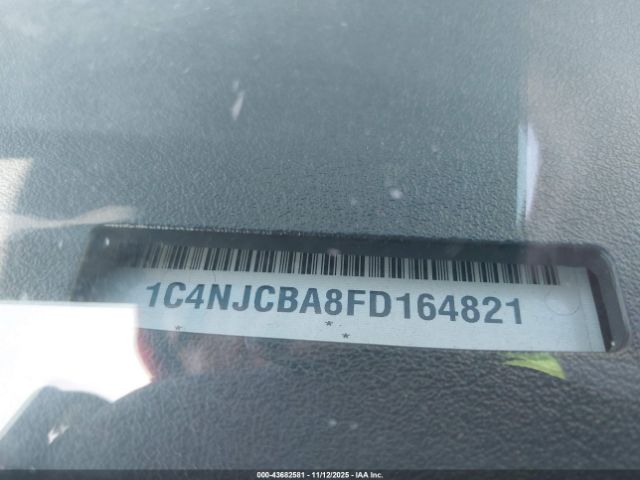 1C4NJCBA8FD164821
* *
* *
000-43682581 - 11/12/2025 - IAA Inc.